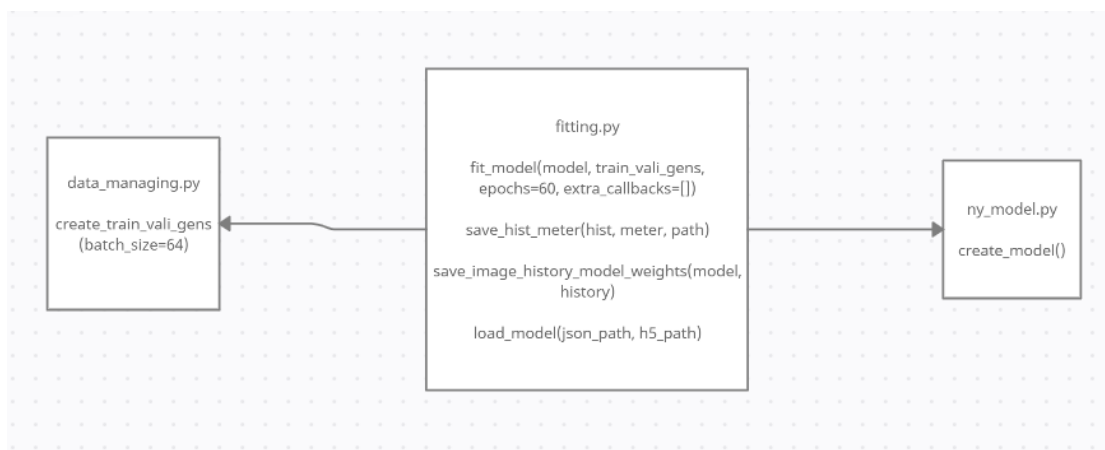 data_managing.py
create_train_vali_gens
(batch_size=64)
fitting.py
fit_model(model, train_vali_gens,
epochs=60, extra_callbacks=[])
save_hist_meter(hist, meter, path)
save_image_history_model_weights(model,
history)
load_model(json_path, h5_path)
ny_model.py
create_model()